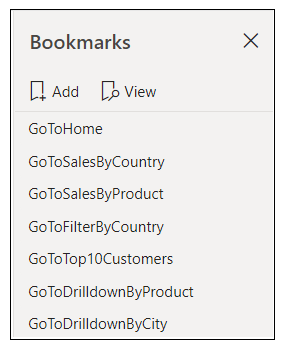 Bookmarks
Add View
GoToHome
GoToSalesByCountry
GoToSalesByProduct
GoToFilterByCountry
GoToTop10Customers
GoToDrilldownByProduct
GoToDrilldownByCity